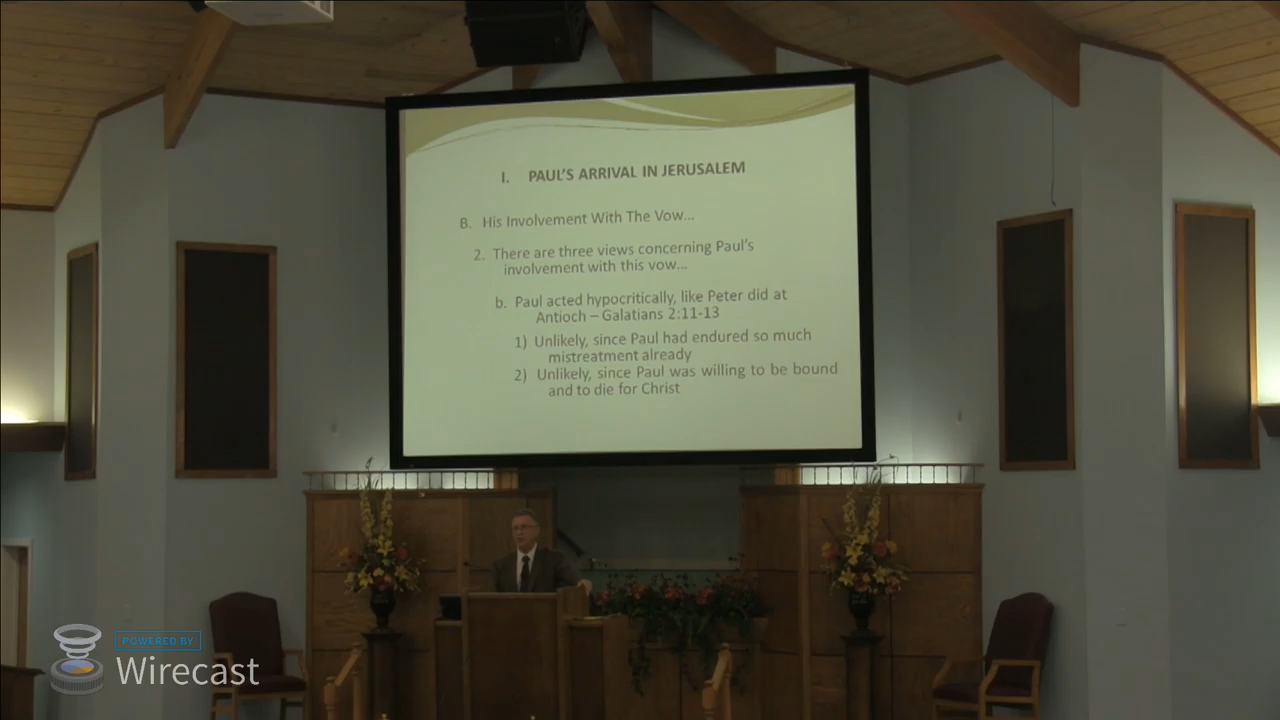 I. PAUL'S ARRIVAL IN JERUSALEM
B. His Involvement With The Vow...
2. There are three views concerning Paul's
involvement with this vow...
b. Paul acted hypocritically, like Peter did at
Antioch – Galatians 2:11-13
1) Unlikely, since Paul had endured so much
mistreatment already
2) Unlikely, since Paul was willing to be bound
and to die for Christ
POWERED BY
Wirecast